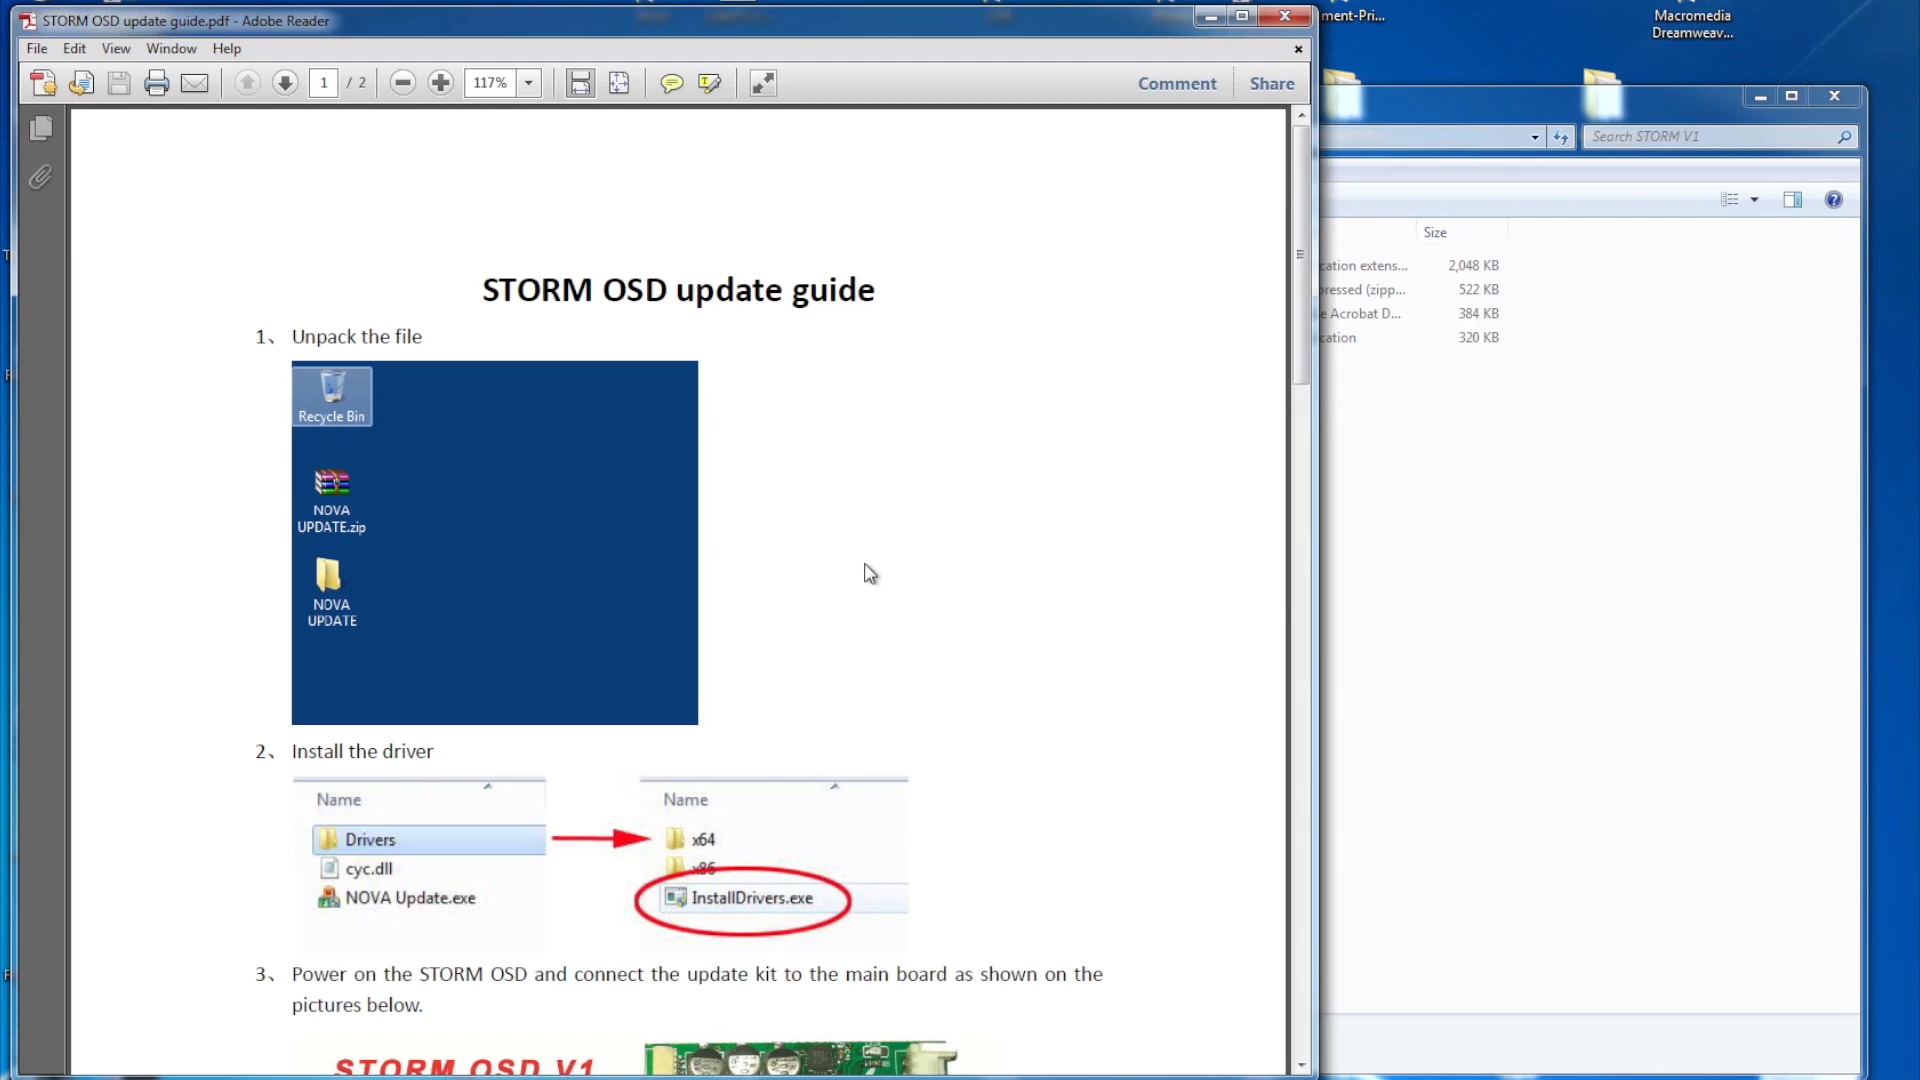 STORM OSD update guide.pdf - Adobe Reader
File Edit View Window Help
1 / 2
117%
Comment
Share
STORM OSD update guide
1、 Unpack the file
Recycle Bin
NOVA
UPDATE.zip
NOVA
UPDATE
2、 Install the driver
Name
Drivers
cyc.dll
NOVA Update.exe
Name
x64
x86
InstallDrivers.exe
3、 Power on the STORM OSD and connect the update kit to the main board as shown on the
pictures below.
STORM OSD V1
ment-Pri...
Macromedia
Dreamweav...
Search STORM V1
Size
cation extens... 2,048 KB
pressed (zipp... 522 KB
e Acrobat D... 384 KB
cation 320 KB